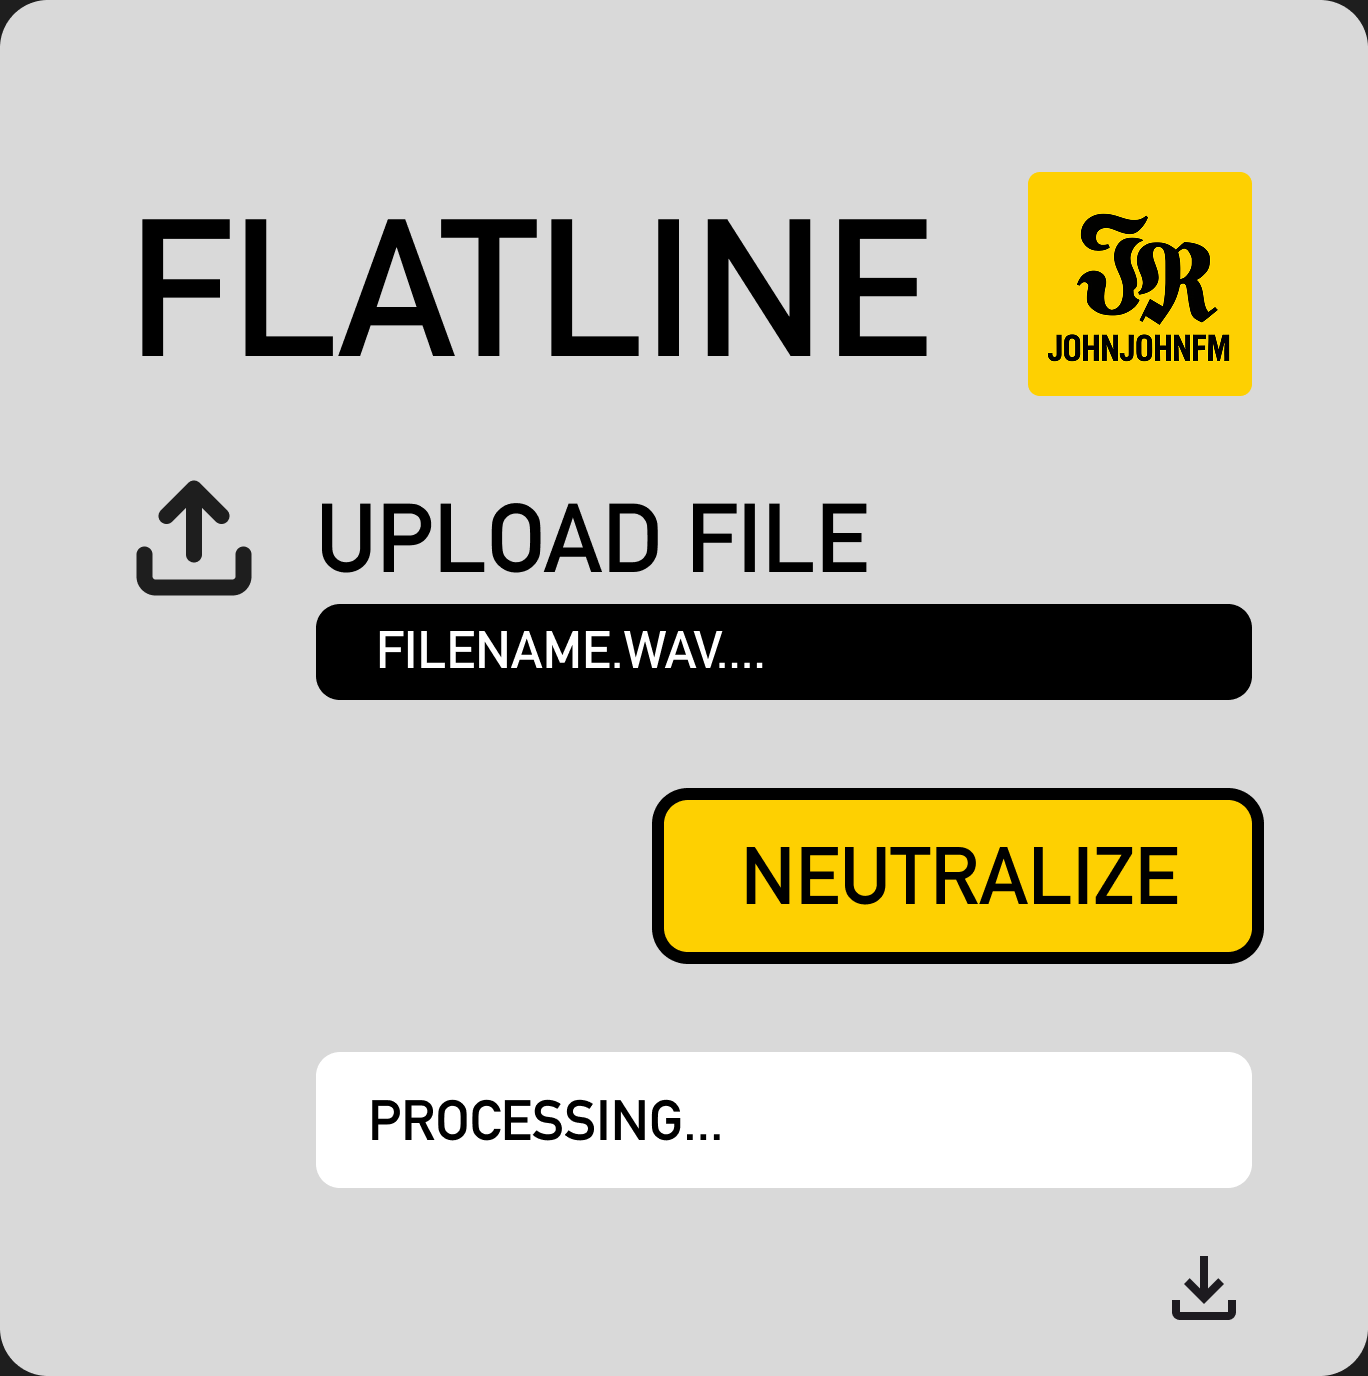 FLATLINE
JR
JOHNJOHNFM
UPLOAD FILE
FILENAME.WAV....
NEUTRALIZE
PROCESSING...